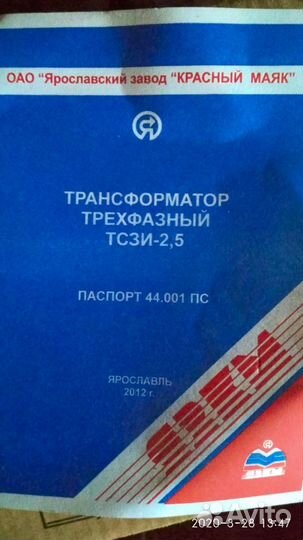 ОАО "Ярославский завод "КРАСНЫЙ МАЯК"
ТРАНСФОРМАТОР
ТРЕХФАЗНЫЙ
ТСЗИ-2,5
ПАСПОРТ 44.001 ПС
ЯРОСЛАВЛЬ
2012 г.
Avito
2020-3-28 13:47